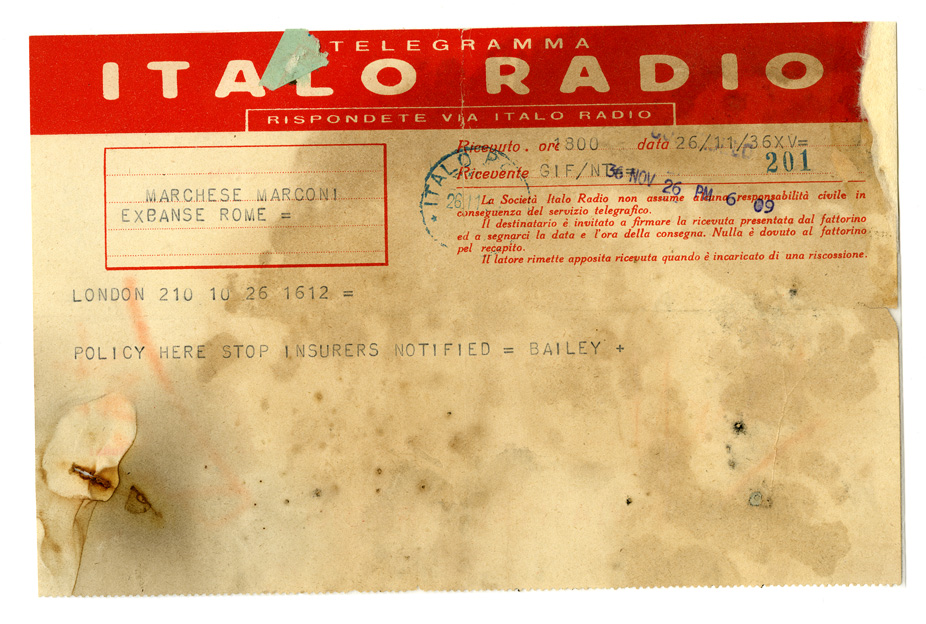 TELEGRAMMA
ITALO RADIO
RISPONDETE VIA ITALO RADIO
Ricevuto . ore 1800 data 26/11/36XV=
201
Ricevente GIF/NT
36 NOV 26 PM 6 09
ITALO
26 11
MARCHESE MARCONI
EXBANSE ROME =
La Società Italo Radio non assume alcuna responsabilità civile in
conseguenza del servizio telegrafico.
Il destinatario è invitato a firmare la ricevuta presentata dal fattorino
ed a segnarci la data e l'ora della consegna. Nulla è dovuto al fattorino
pel recapito.
Il latore rimette apposita ricevuta quando è incaricato di una riscossione.
LONDON 210 10 26 1612 =
POLICY HERE STOP INSURERS NOTIFIED = BAILEY +